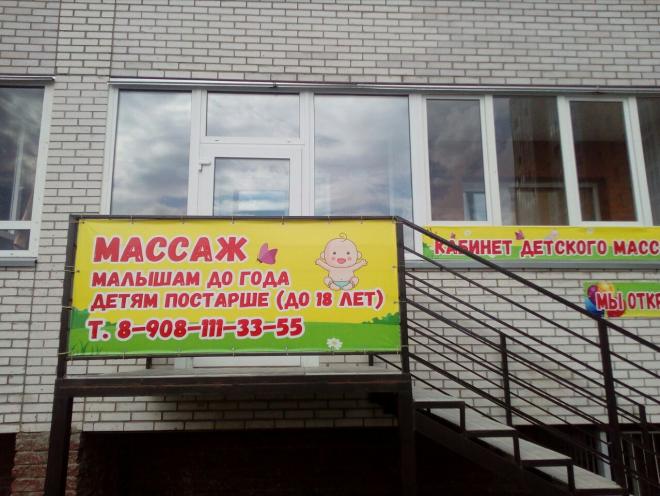 МАССАЖ
МАЛЫШАМ ДО ГОДА
ДЕТЯМ ПОСТАРШЕ (ДО 18 ЛЕТ)
Т. 8-908-111-33-55
КАБИНЕТ ДЕТСКОГО МАСС
МЫ ОТКР